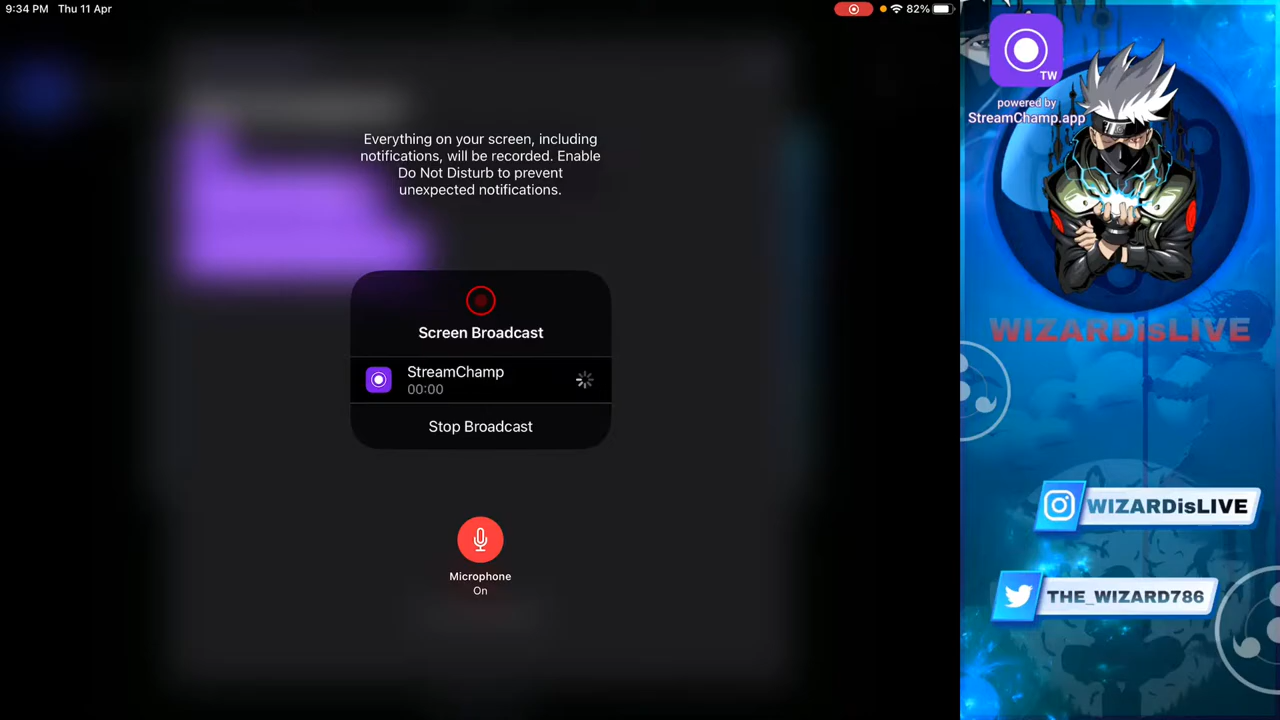 9:34 PM Thu 11 Apr
82%
Everything on your screen, including
notifications, will be recorded. Enable
Do Not Disturb to prevent
unexpected notifications.
Screen Broadcast
StreamChamp
00:00
Stop Broadcast
Microphone
On
TW
powered by
StreamChamp.app
WIZARDisLIVE
WIZARDisLIVE
THE_WIZARD786